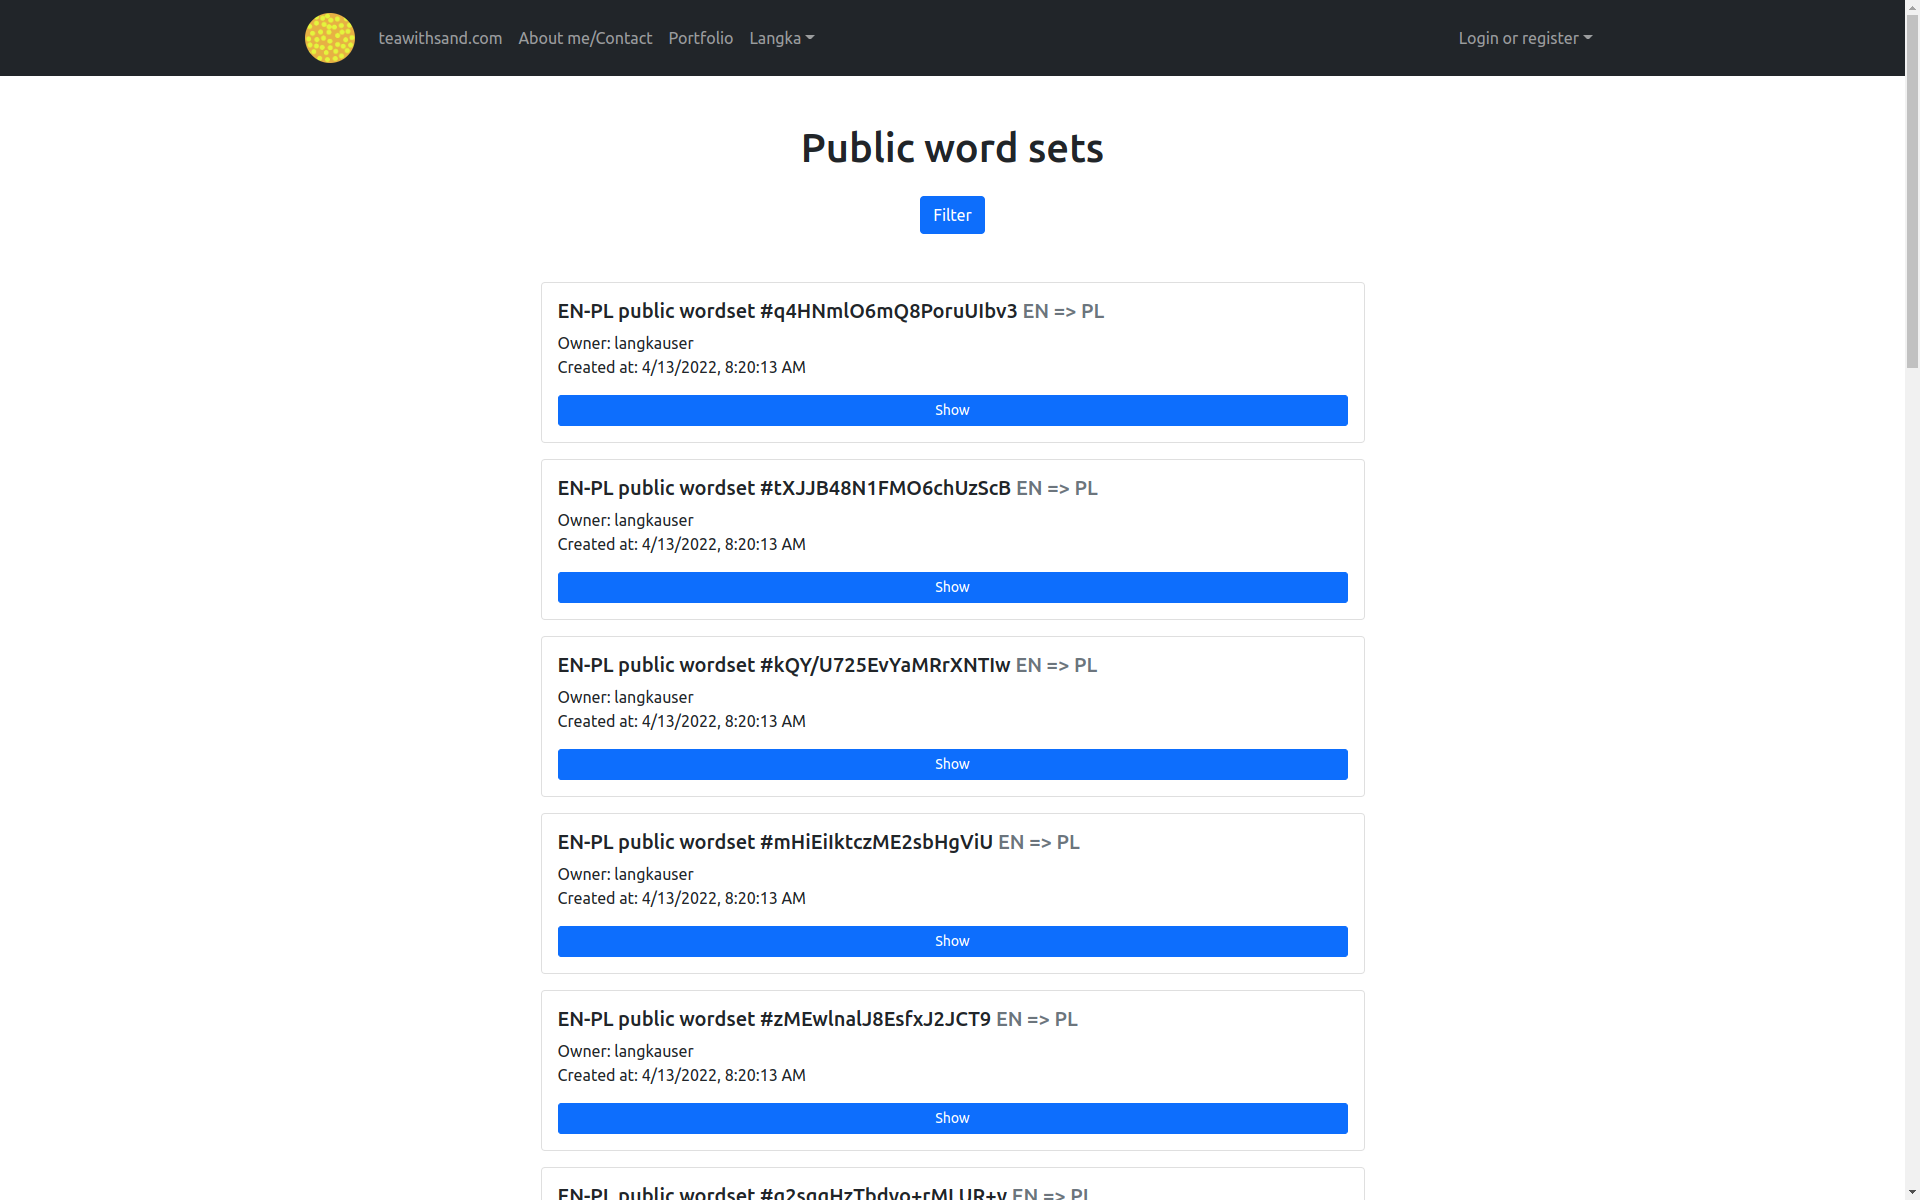 teawithsand.com About me/Contact Portfolio Langka Login or register
Public word sets
Filter
EN-PL public wordset #q4HNmlO6mQ8PoruUIbv3 EN => PL
Owner: langkauser
Created at: 4/13/2022, 8:20:13 AM
Show
EN-PL public wordset #tXJJB48N1FMO6chUzScB EN => PL
Owner: langkauser
Created at: 4/13/2022, 8:20:13 AM
Show
EN-PL public wordset #kQY/U725EvYaMRrXNTIw EN => PL
Owner: langkauser
Created at: 4/13/2022, 8:20:13 AM
Show
EN-PL public wordset #mHiEiIktczME2sbHgViU EN => PL
Owner: langkauser
Created at: 4/13/2022, 8:20:13 AM
Show
EN-PL public wordset #zMEwlnalJ8EsfxJ2JCT9 EN => PL
Owner: langkauser
Created at: 4/13/2022, 8:20:13 AM
Show
EN-PL public wordset EN => PL